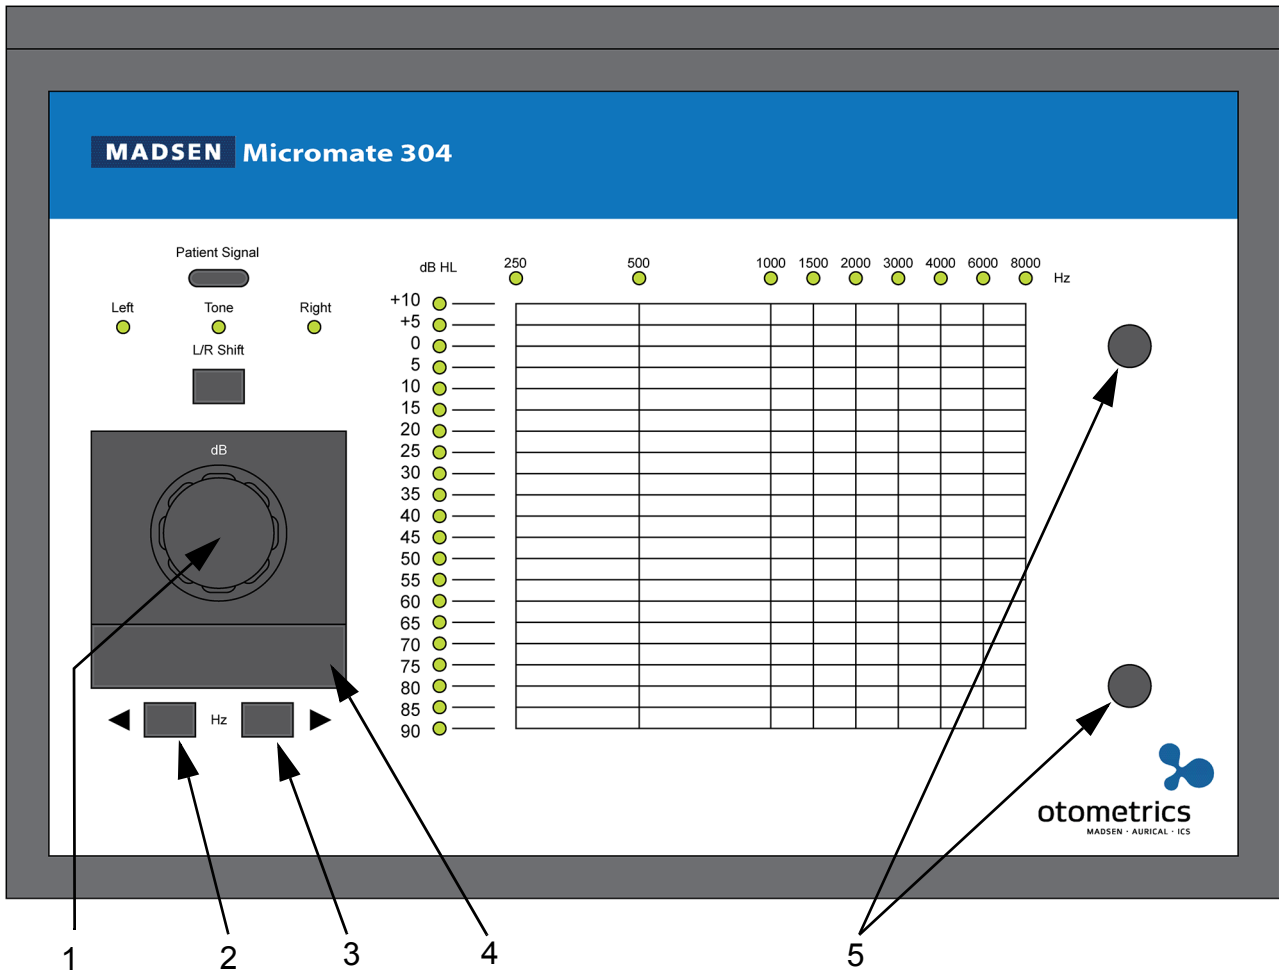 MADSEN Micromate 304
Patient Signal
Left Tone Right
L/R Shift
dB
Hz
dB HL
250 500 1000 1500 2000 3000 4000 6000 8000 Hz
+10
+5
0
5
10
15
20
25
30
35
40
45
50
55
60
65
70
75
80
85
90
otometrics
MADSEN · AURICAL · ICS
1 2 3 4 5